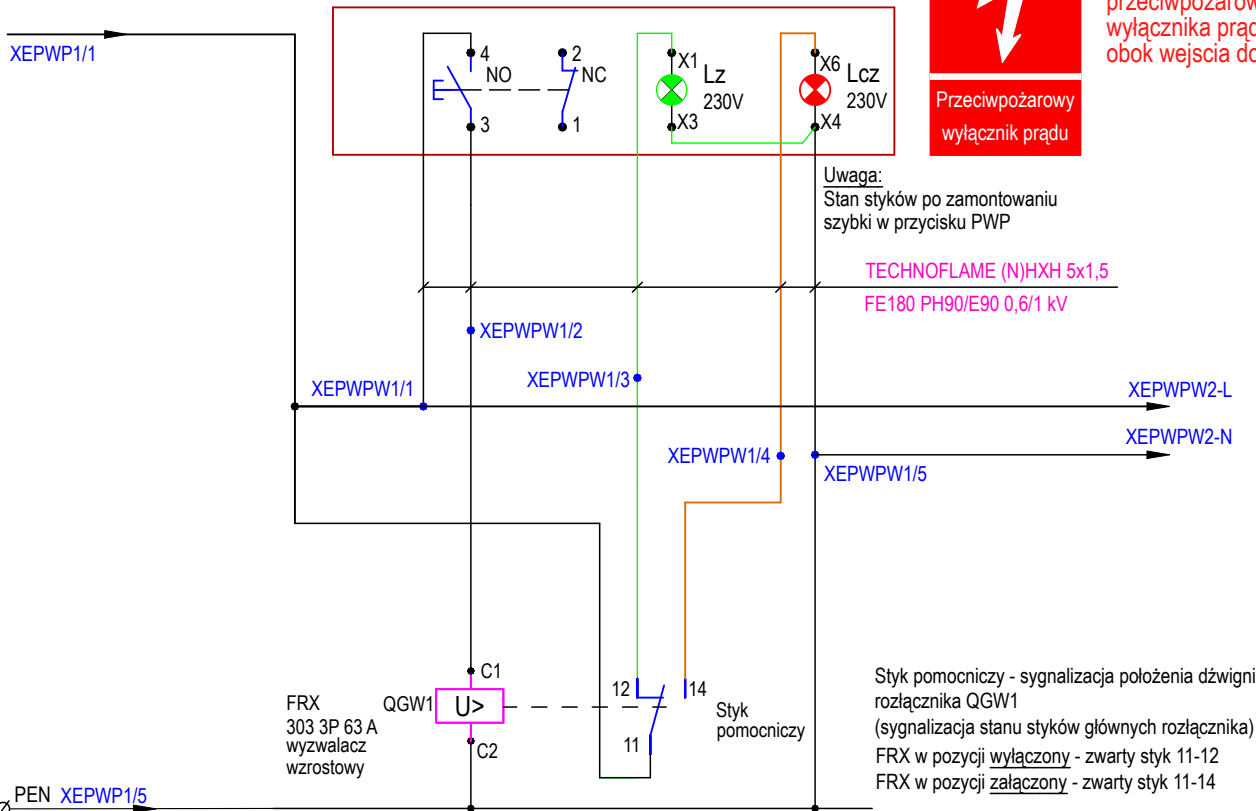 XEPWP1/1
4
NO
3
2
NC
1
X1
Lz
230V
X3
X6
Lcz
230V
X4
Przeciwpożarowy
wyłącznik prądu
wyłącznika
obok wejscia
Uwaga:
Stan styków po zamontowaniu
szybki w przycisku PWP
TECHNOFLAME (N)HXH 5x1,5
FE180 PH90/E90 0,6/1 kV
XEPWPW1/2
XEPWPW1/3
XEPWPW1/1
XEPWPW2-L
XEPWPW2-N
XEPWPW1/4
XEPWPW1/5
C1
QGW1
U>
C2
FRX
303 3P 63 A
wyzwalacz
wzrostowy
12
14
11
Styk
pomocniczy
Styk pomocniczy - sygnalizacja położenia dźwigni
rozłącznika QGW1
(sygnalizacja stanu styków głównych rozłącznika)
FRX w pozycji wyłączony - zwarty styk 11-12
FRX w pozycji załączony - zwarty styk 11-14
PEN XEPWP1/5